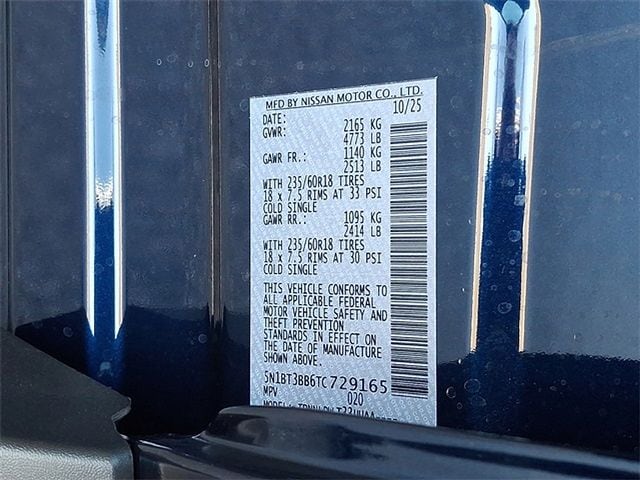 MFD BY NISSAN MOTOR CO., LTD.
DATE: 10/25
GVWR: 2165 KG
4773 LB
GAWR FR.: 1140 KG
2513 LB
WITH 235/60R18 TIRES
18 x 7.5 RIMS AT 33 PSI
COLD SINGLE
GAWR RR.: 1095 KG
2414 LB
WITH 235/60R18 TIRES
18 x 7.5 RIMS AT 30 PSI
COLD SINGLE
THIS VEHICLE CONFORMS TO
ALL APPLICABLE FEDERAL
MOTOR VEHICLE SAFETY AND
THEFT PREVENTION
STANDARDS IN EFFECT ON
THE DATE OF MANUFACTURE
SHOWN ABOVE.
5N1BT3BB6TC729165
MPV 020